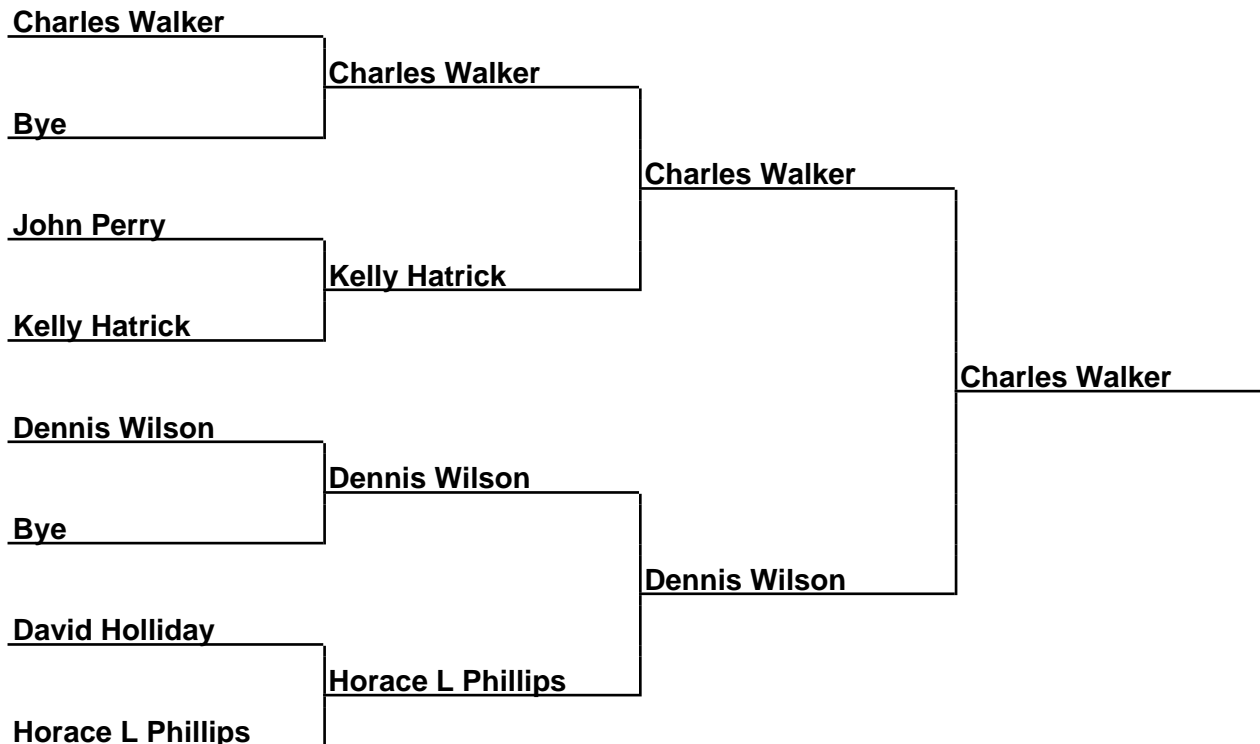 Charles Walker
Charles Walker
Bye
Charles Walker
John Perry
Kelly Hatrick
Kelly Hatrick
Charles Walker
Dennis Wilson
Dennis Wilson
Bye
Dennis Wilson
David Holliday
Horace L Phillips
Horace L Phillips